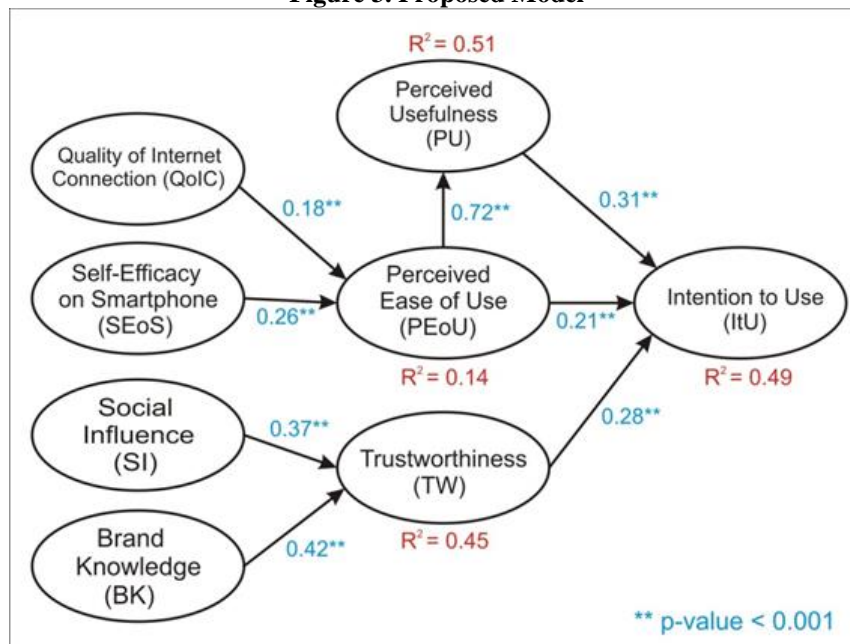 Figure 3. Proposed Model
R² = 0.51
Perceived
Usefulness
(PU)
Quality of Internet
Connection (QoIC)
0.18**
0.72**
0.31**
Self-Efficacy
on Smartphone
(SEoS)
0.26**
Perceived
Ease of Use
(PEoU)
0.21**
Intention to Use
(ItU)
R² = 0.14
R² = 0.49
Social
Influence
(SI)
0.37**
0.28**
Trustworthiness
(TW)
Brand
Knowledge
(BK)
0.42**
R² = 0.45
** p-value < 0.001